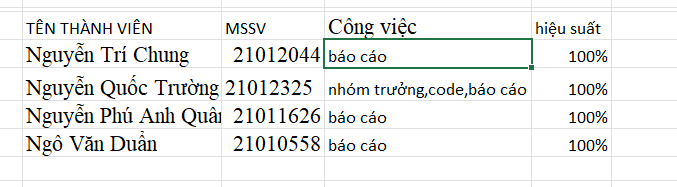 TÊN THÀNH VIÊN MSSV Công việc hiệu suất
Nguyễn Trí Chung 21012044 báo cáo 100%
Nguyễn Quốc Trường 21012325 nhóm trưởng,code,báo cáo 100%
Nguyễn Phú Anh Quân 21011626 báo cáo 100%
Ngô Văn Duẩn 21010558 báo cáo 100%